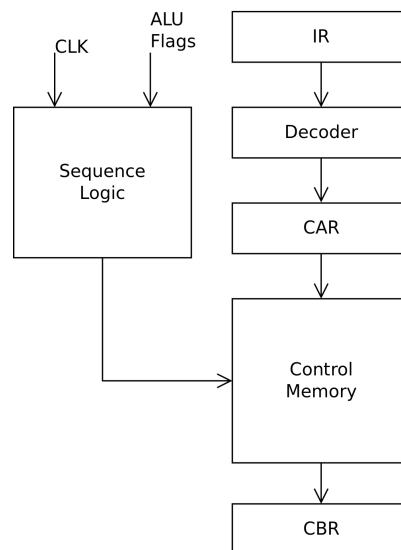 CLK
ALU
Flags
IR
Decoder
Sequence
Logic
CAR
Control
Memory
CBR